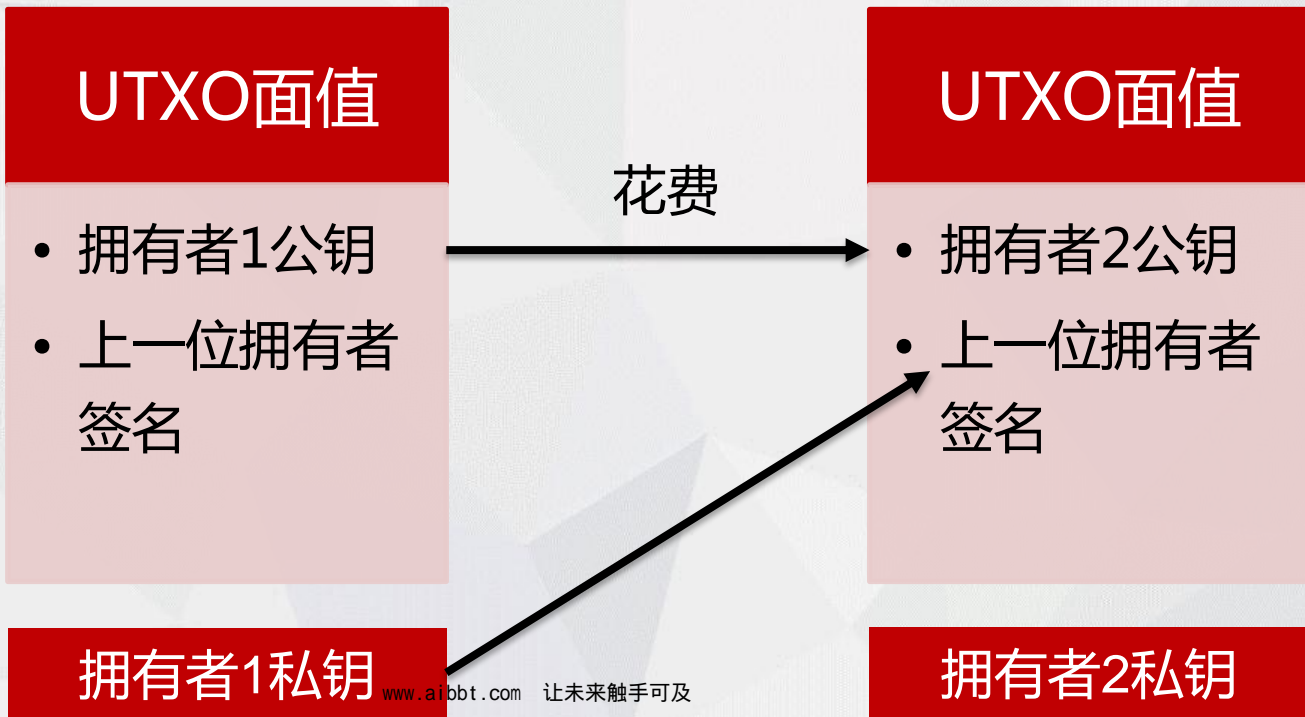 UTXO面值
• 拥有者1公钥
• 上一位拥有者
签名
拥有者1私钥
花费
UTXO面值
• 拥有者2公钥
• 上一位拥有者
签名
拥有者2私钥
www.aibbt.com 让未来触手可及